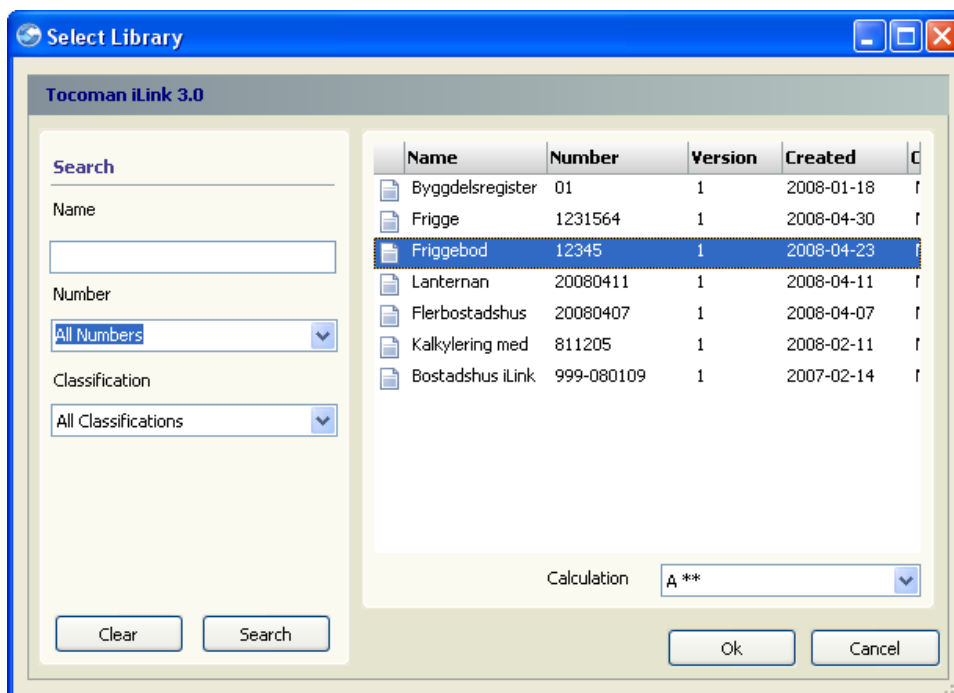 Select Library
Tocoman iLink 3.0
Search
Name
Number
All Numbers
Classification
All Classifications
Clear Search
Name Number Version Created
Byggdelsregister 01 1 2008-01-18
Frigge 1231564 1 2008-04-30
Friggebod 12345 1 2008-04-23
Lanternan 20080411 1 2008-04-11
Flerbostadshus 20080407 1 2008-04-07
Kalkylering med 811205 1 2008-02-11
Bostadshus iLink 999-080109 1 2007-02-14
Calculation A **
Ok Cancel